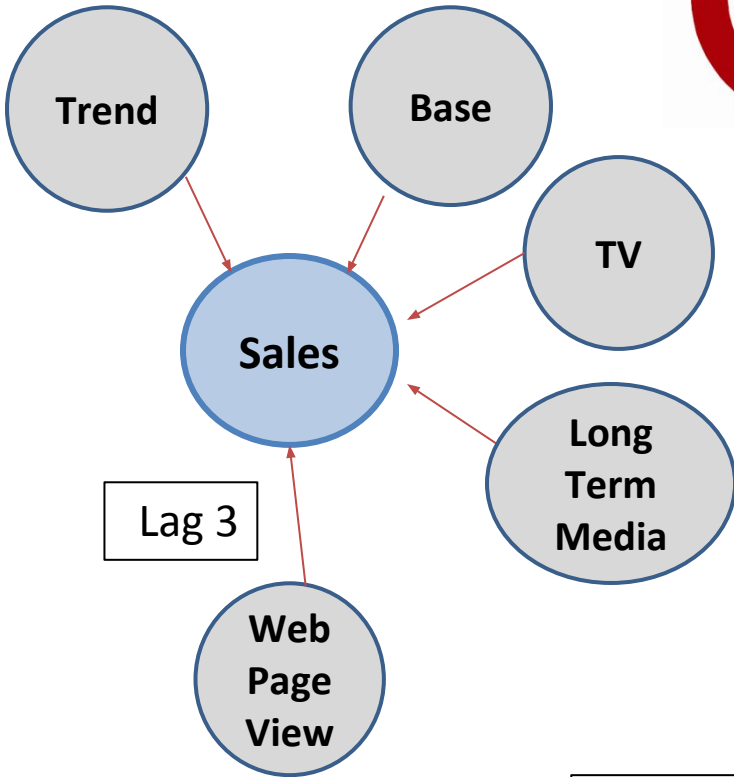 Trend
Base
TV
Sales
Long
Term
Media
Lag 3
Web
Page
View